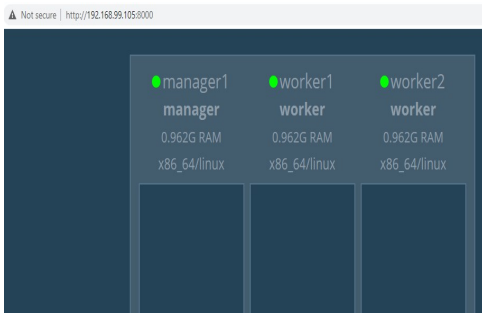 Not secure | http://192.168.99.105:8000
manager1 worker1 worker2
manager worker worker
0.962G RAM 0.962G RAM 0.962G RAM
x86_64/linux x86_64/linux x86_64/linux